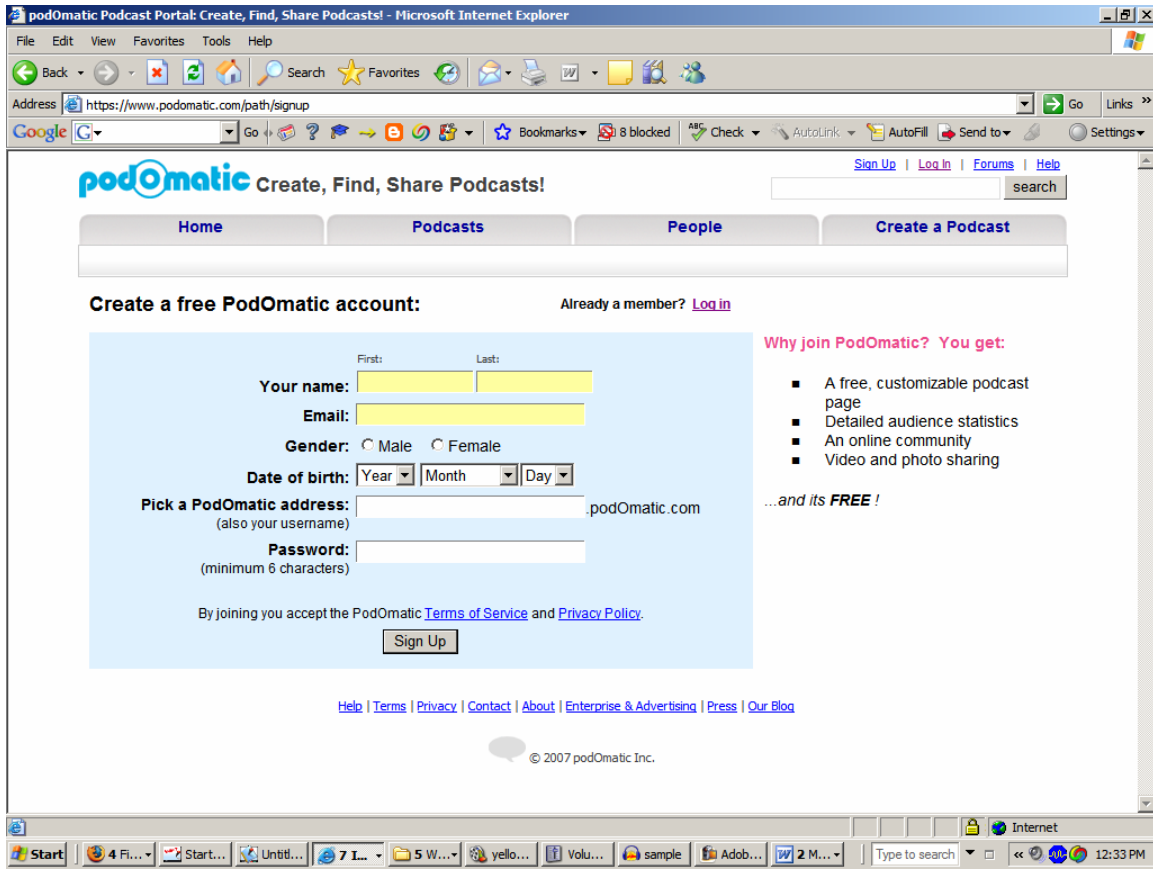 podOmatic Podcast Portal: Create, Find, Share Podcasts! - Microsoft Internet Explorer
File Edit View Favorites Tools Help
Back Search Favorites
Address https://www.podomatic.com/path/signup Go Links »
Google G Go Bookmarks 8 blocked ABC Check AutoLink AutoFill Send to Settings
Sign Up | Log In | Forums | Help
podOmatic Create, Find, Share Podcasts! search
Home Podcasts People Create a Podcast
Create a free PodOmatic account: Already a member? Log in
Why join PodOmatic? You get:
First: Last:
Your name:
Email:
Gender: Male Female
Date of birth: Year Month Day
Pick a PodOmatic address: .podOmatic.com
(also your username)
Password:
(minimum 6 characters)
By joining you accept the PodOmatic Terms of Service and Privacy Policy.
Sign Up
■ A free, customizable podcast
page
■ Detailed audience statistics
■ An online community
■ Video and photo sharing
...and its FREE !
Help | Terms | Privacy | Contact | About | Enterprise & Advertising | Press | Our Blog
© 2007 podOmatic Inc.
Internet
Start 4 Fi... Start... Untitl... 7 I... 5 W... yello... Volu... sample Adob... 2 M... Type to search « 12:33 PM